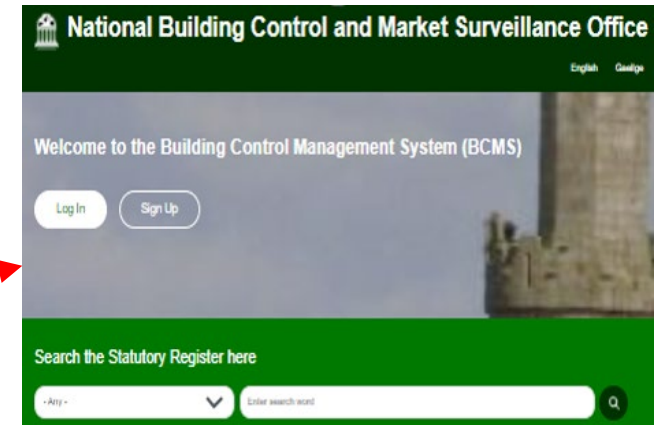 National Building Control and Market Surveillance Office
English Gaeilge
Welcome to the Building Control Management System (BCMS)
Log In Sign Up
Search the Statutory Register here
- Any - Enter search word